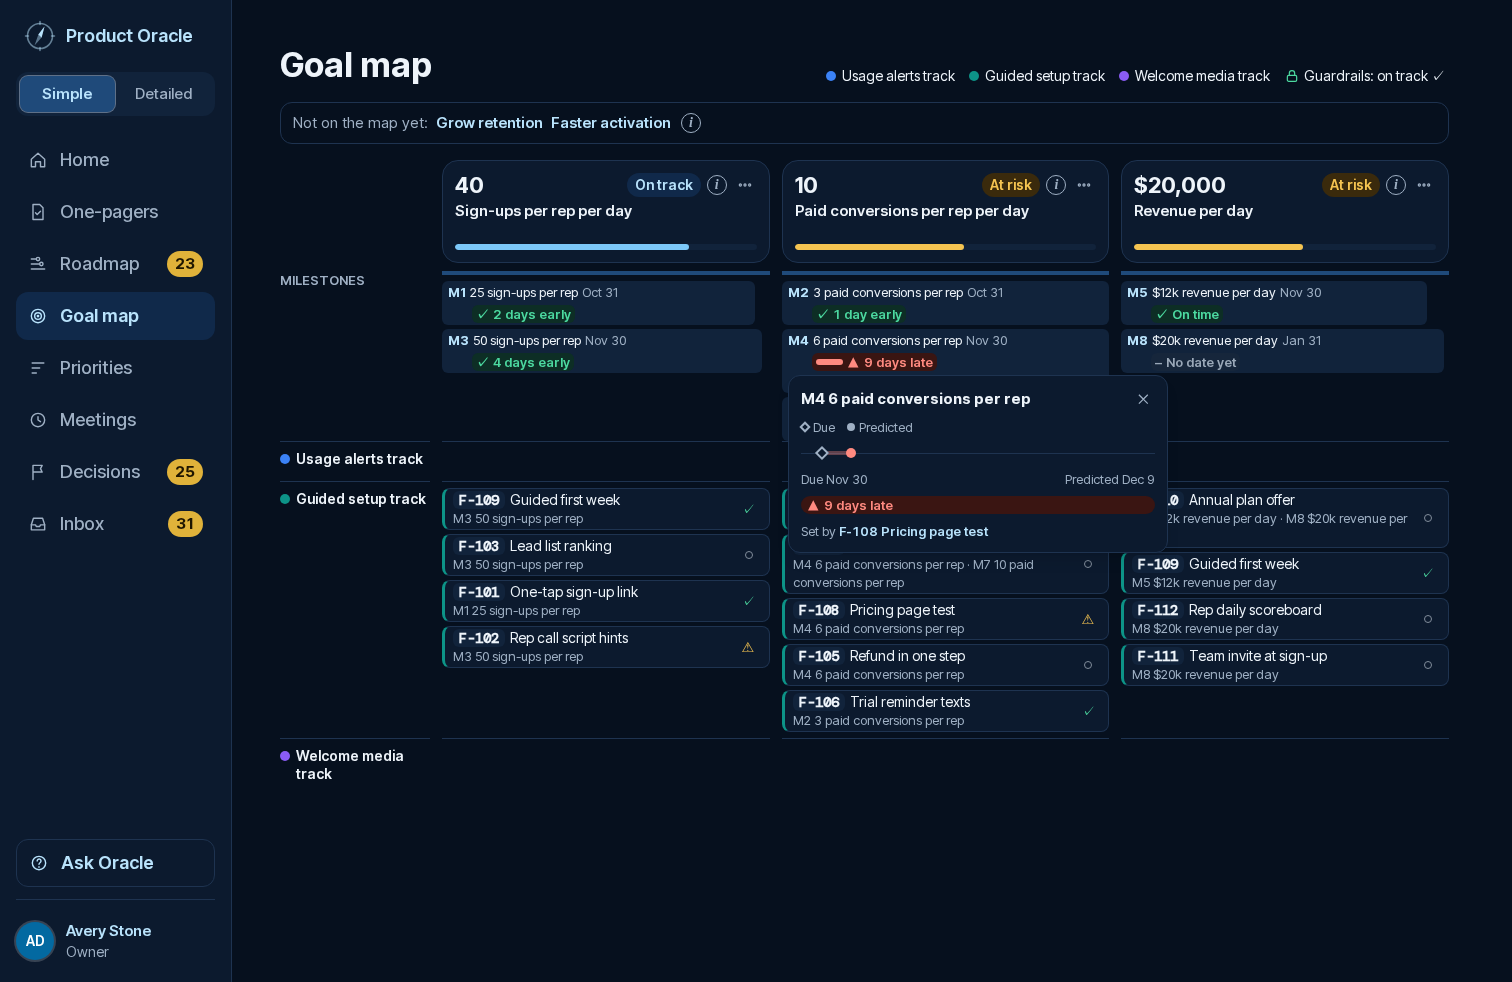 Product Oracle
Simple Detailed
Home
One-pagers
Roadmap 23
Goal map
Priorities
Meetings
Decisions 25
Inbox 31
Ask Oracle
AD
Avery Stone
Owner
Goal map
Usage alerts track Guided setup track Welcome media track Guardrails: on track ✓
Not on the map yet: Grow retention Faster activation i
40 On track i
Sign-ups per rep per day
10 At risk i
Paid conversions per rep per day
$20,000 At risk i
Revenue per day
MILESTONES
M1 25 sign-ups per rep Oct 31
✓ 2 days early
M3 50 sign-ups per rep Nov 30
✓ 4 days early
M2 3 paid conversions per rep Oct 31
✓ 1 day early
M4 6 paid conversions per rep Nov 30
▲ 9 days late
M5 $12k revenue per day Nov 30
✓ On time
M8 $20k revenue per day Jan 31
– No date yet
M4 6 paid conversions per rep
Due Predicted
Due Nov 30 Predicted Dec 9
▲ 9 days late
Set by F-108 Pricing page test
Usage alerts track
Guided setup track
F-109 Guided first week
M3 50 sign-ups per rep ✓
F-103 Lead list ranking
M3 50 sign-ups per rep
F-101 One-tap sign-up link
M1 25 sign-ups per rep ✓
F-102 Rep call script hints
M3 50 sign-ups per rep ⚠
M4 6 paid conversions per rep · M7 10 paid
conversions per rep
F-108 Pricing page test
M4 6 paid conversions per rep ⚠
F-105 Refund in one step
M4 6 paid conversions per rep
F-106 Trial reminder texts
M2 3 paid conversions per rep ✓
Annual plan offer
revenue per day · M8 $20k revenue per
F-109 Guided first week
M5 $12k revenue per day ✓
F-112 Rep daily scoreboard
M8 $20k revenue per day
F-111 Team invite at sign-up
M8 $20k revenue per day
Welcome media
track